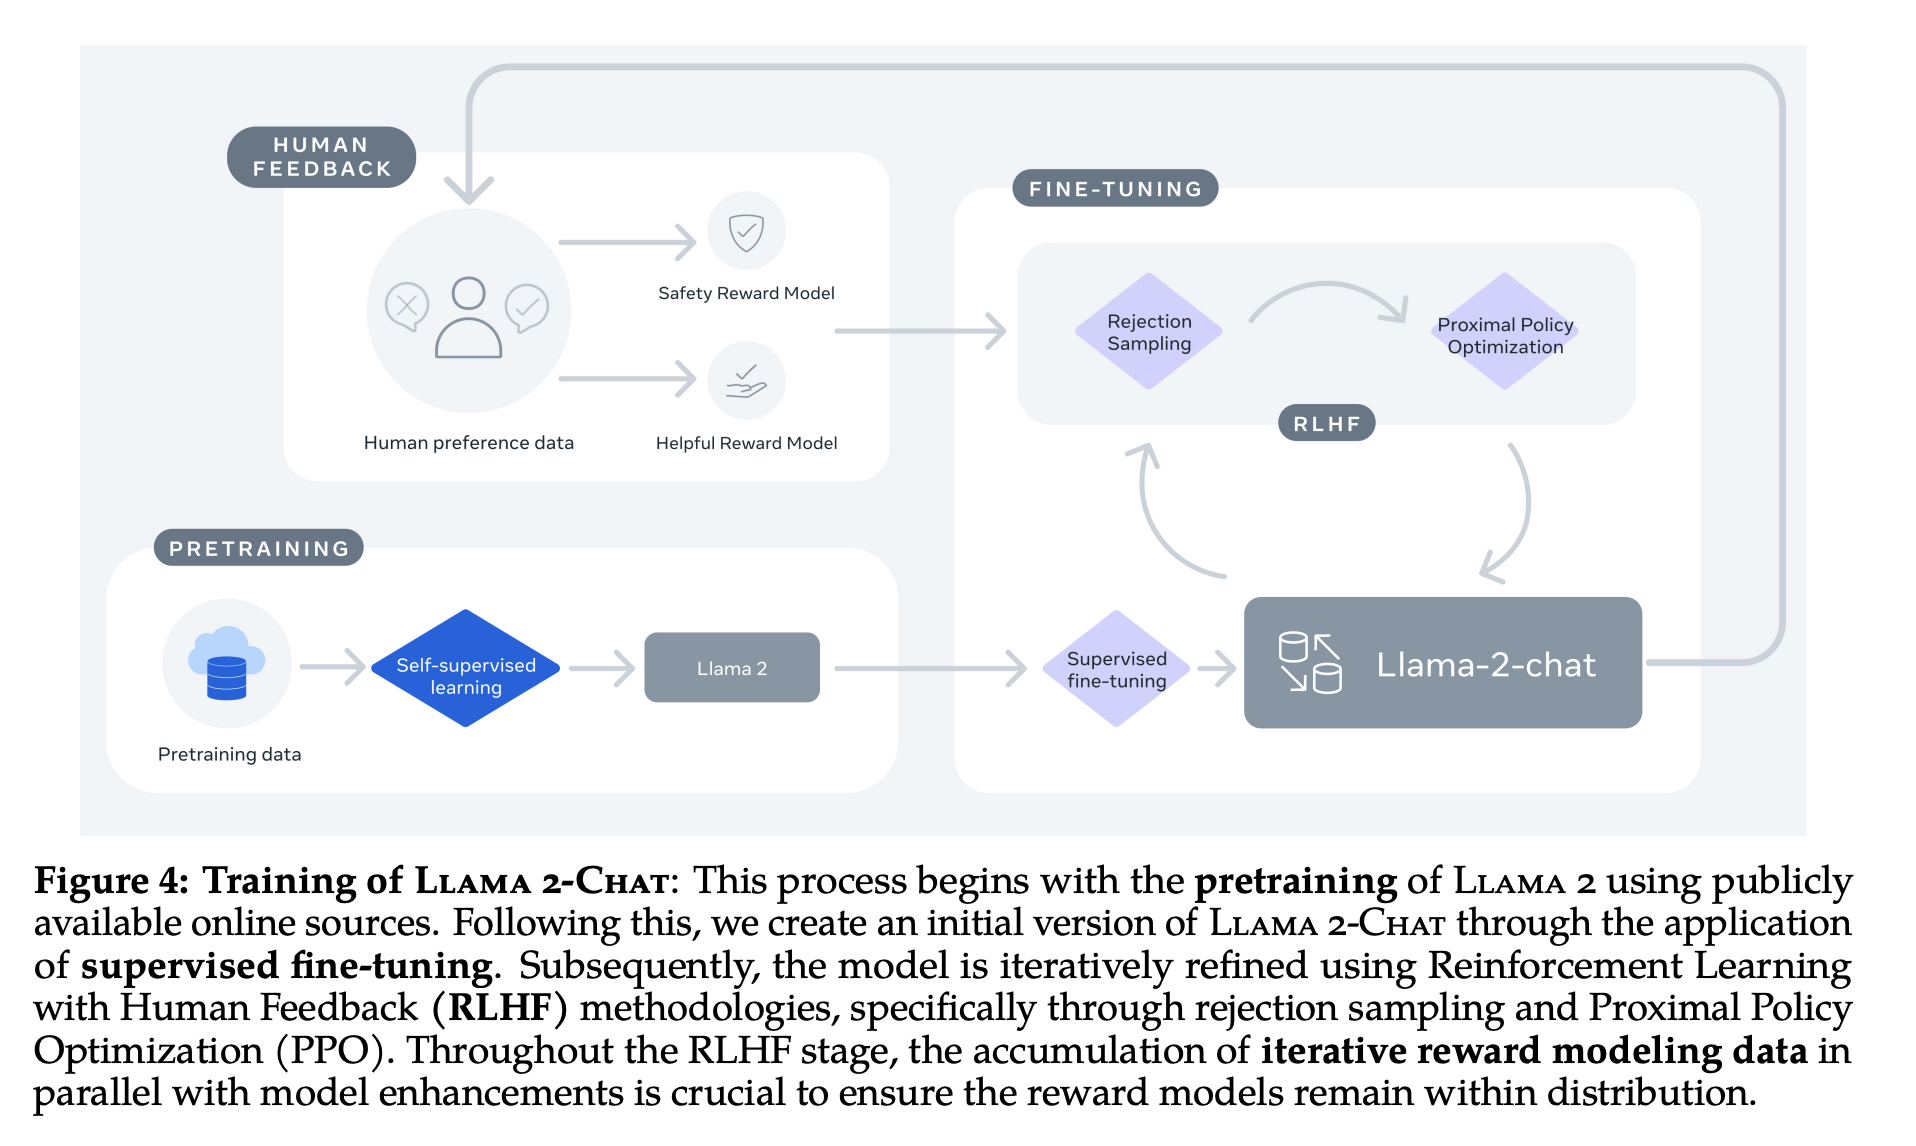 HUMAN
FEEDBACK
Human preference data
Safety Reward Model
Helpful Reward Model
FINE-TUNING
Rejection
Sampling
Proximal Policy
Optimization
RLHF
PRETRAINING
Pretraining data
Self-supervised
learning
Llama 2
Supervised
fine-tuning
Llama-2-chat
Figure 4: Training of Llama 2-Chat: This process begins with the pretraining of Llama 2 using publicly
available online sources. Following this, we create an initial version of Llama 2-Chat through the application
of supervised fine-tuning. Subsequently, the model is iteratively refined using Reinforcement Learning
with Human Feedback (RLHF) methodologies, specifically through rejection sampling and Proximal Policy
Optimization (PPO). Throughout the RLHF stage, the accumulation of iterative reward modeling data in
parallel with model enhancements is crucial to ensure the reward models remain within distribution.